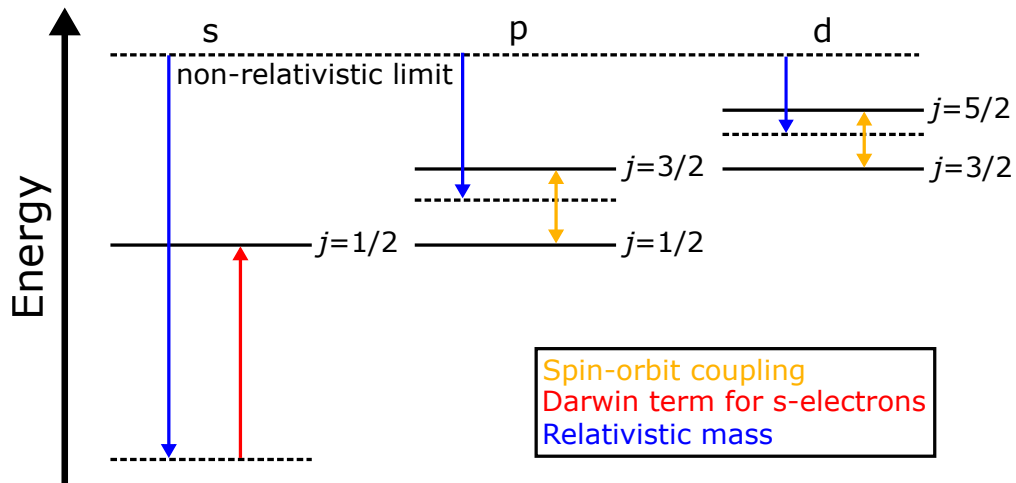 s
p
d
non-relativistic limit
j=5/2
j=3/2
j=3/2
j=1/2
j=1/2
Energy
Spin-orbit coupling
Darwin term for s-electrons
Relativistic mass